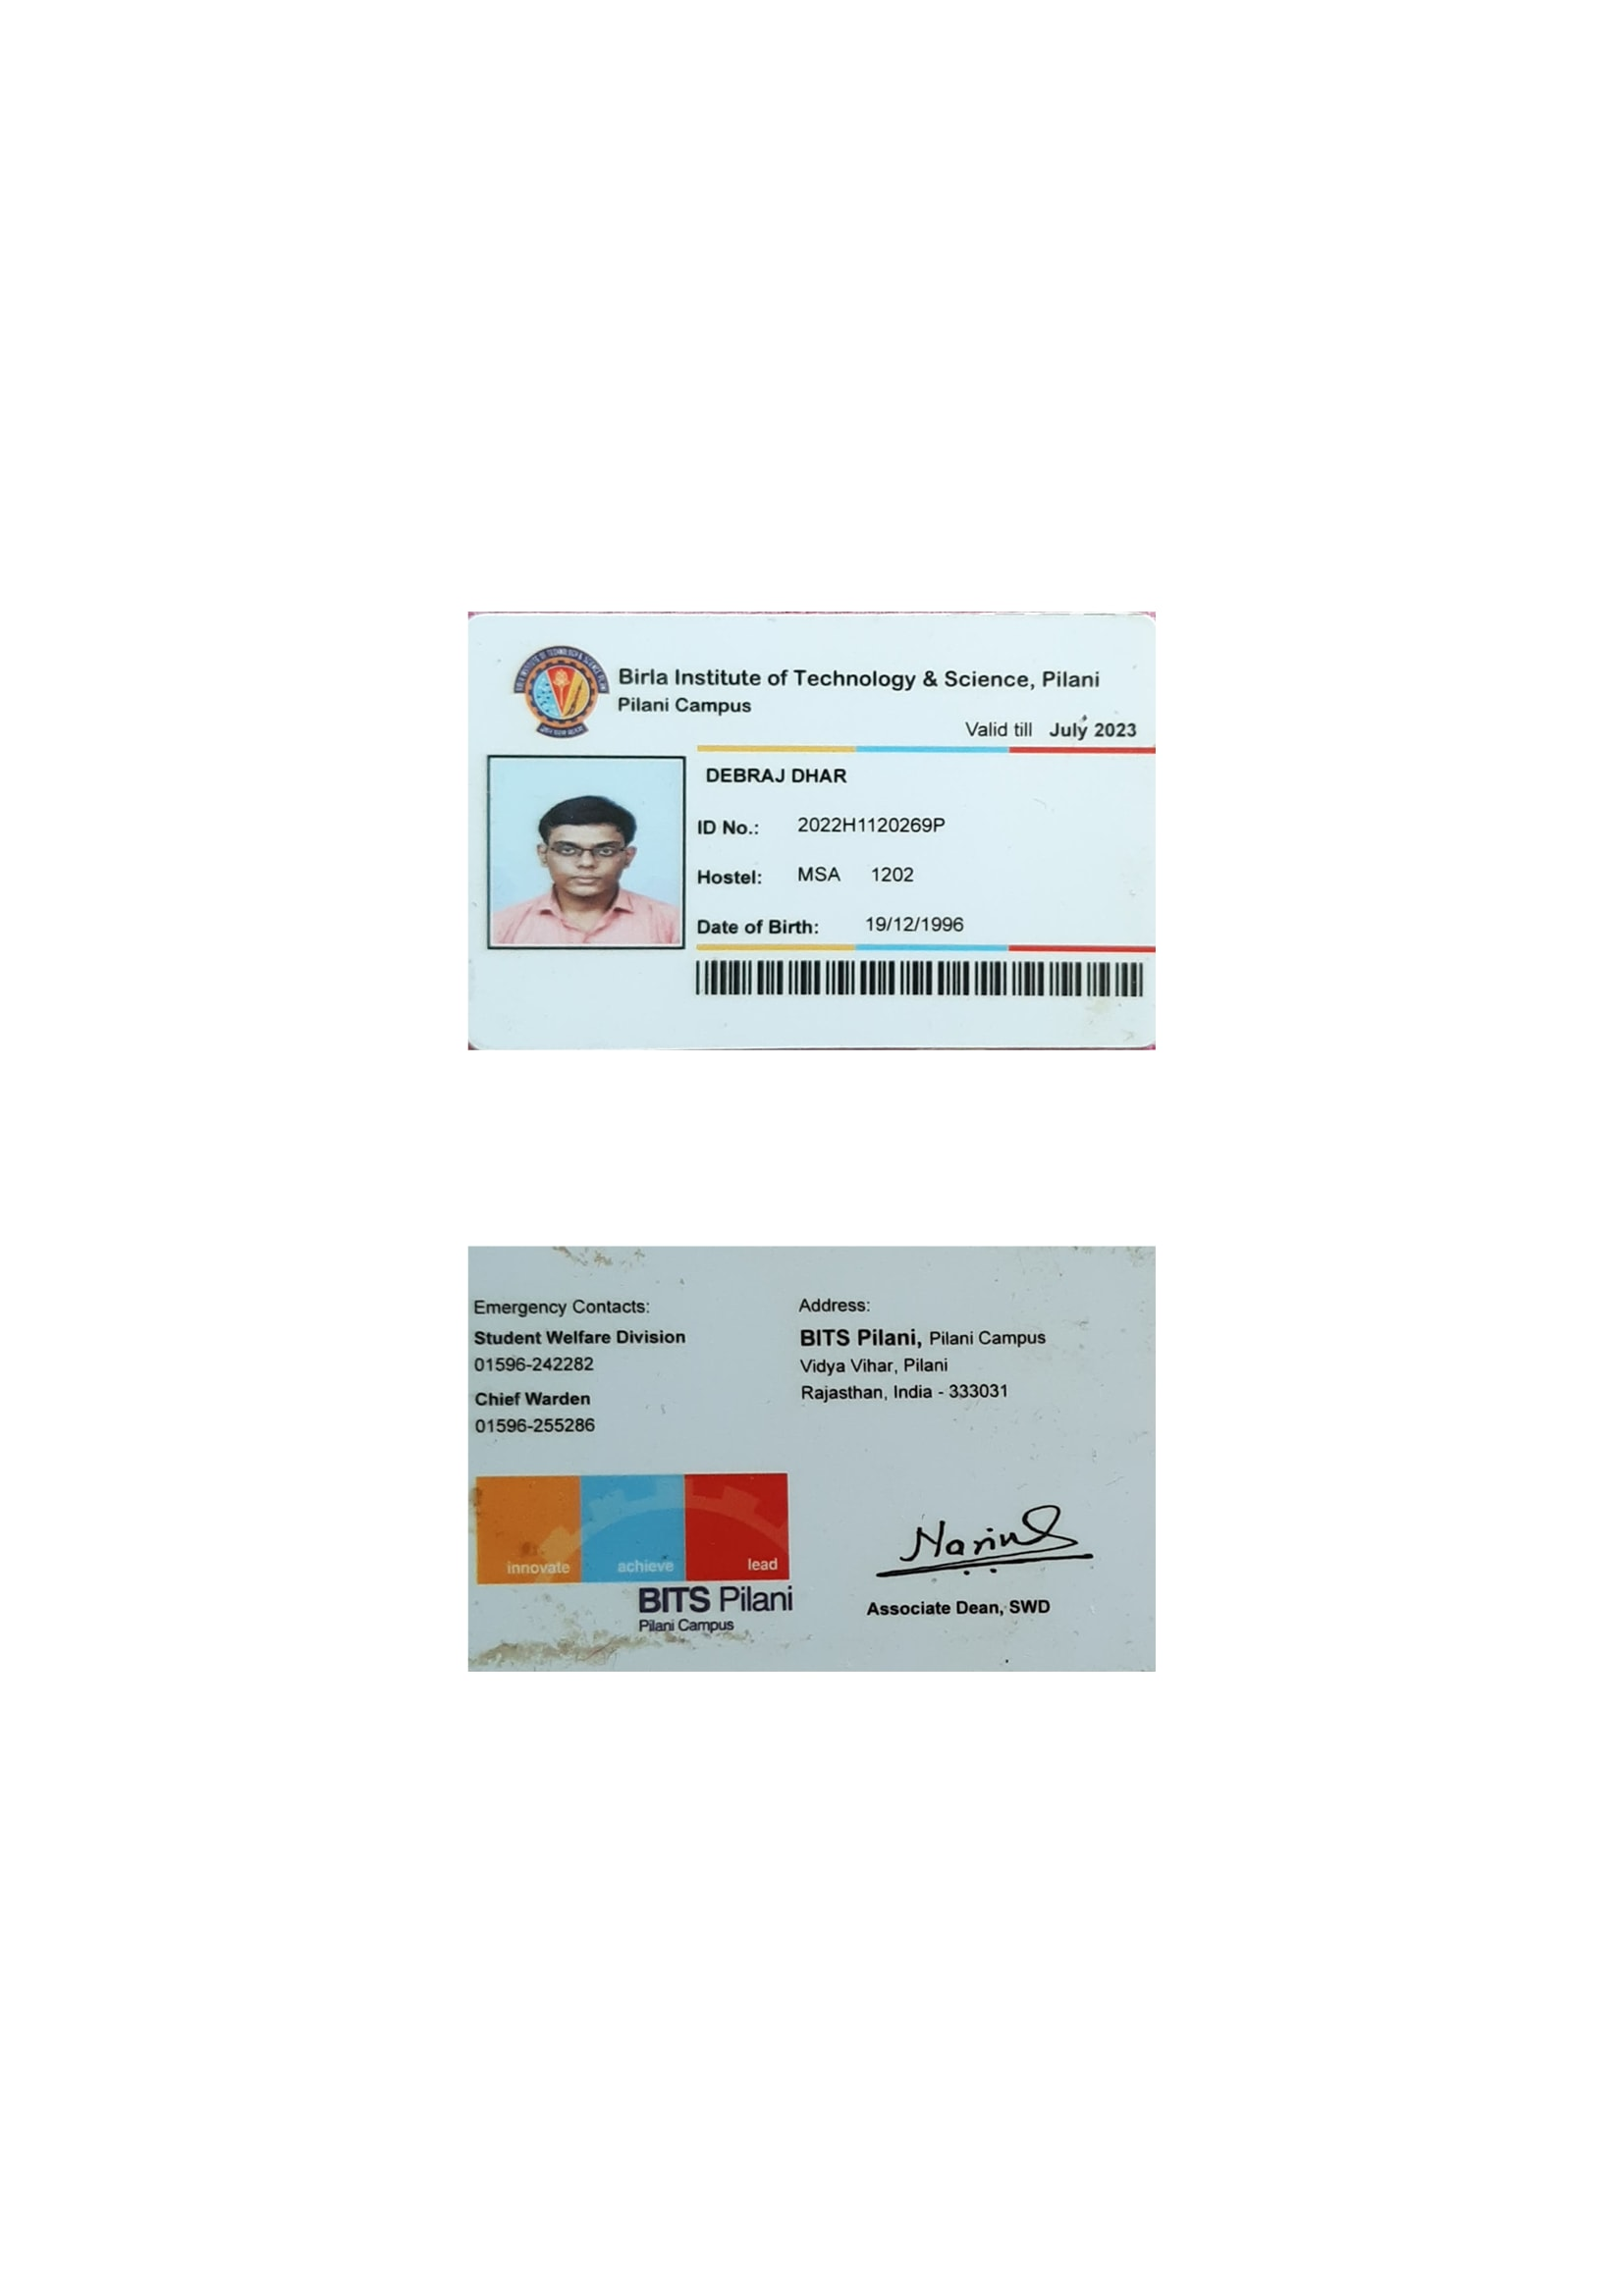 Birla Institute of Technology & Science, Pilani
Pilani Campus
Valid till July 2023
DEBRAJ DHAR
ID No.: 2022H1120269P
Hostel: MSA 1202
Date of Birth: 19/12/1996
Emergency Contacts:
Student Welfare Division
01596-242282
Chief Warden
01596-255286
Address:
BITS Pilani, Pilani Campus
Vidya Vihar, Pilani
Rajasthan, India - 333031
innovate achieve lead
BITS Pilani
Pilani Campus
Associate Dean, SWD